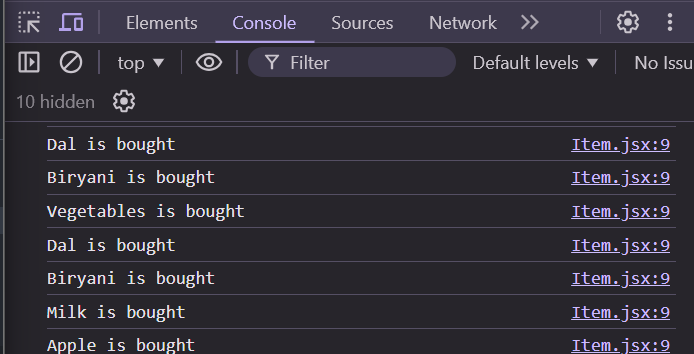 Elements Console Sources Network
top Filter Default levels No Issu
10 hidden
Dal is bought Item.jsx:9
Biryani is bought Item.jsx:9
Vegetables is bought Item.jsx:9
Dal is bought Item.jsx:9
Biryani is bought Item.jsx:9
Milk is bought Item.jsx:9
Apple is bought Item.jsx:9